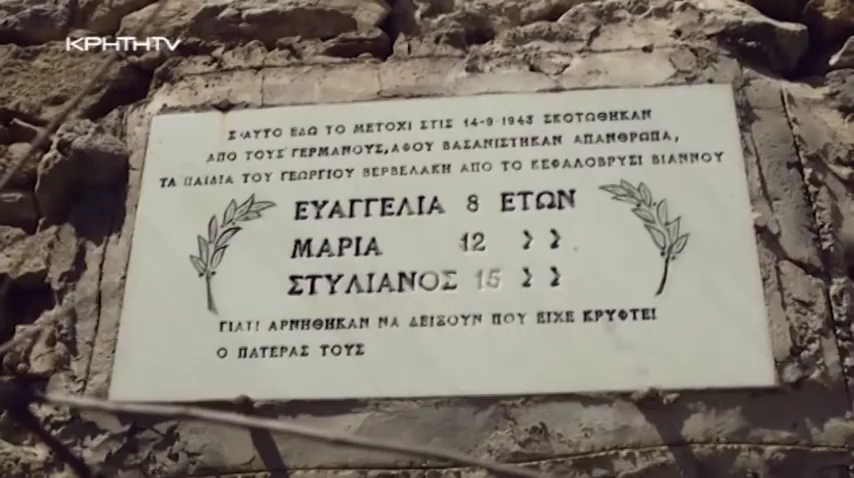 ΚΡΗΤΗTV
Σ'ΑΥΤΟ ΕΔΩ ΤΟ ΜΕΤΟΧΙ ΣΤΙΣ 14-9-1943 ΣΚΟΤΩΘΗΚΑΝ
ΑΠΟ ΤΟΥΣ ΓΕΡΜΑΝΟΥΣ, ΑΦΟΥ ΒΑΣΑΝΙΣΤΗΚΑΝ ΑΠΑΝΘΡΩΠΑ,
ΤΑ ΠΑΙΔΙΑ ΤΟΥ ΓΕΩΡΓΙΟΥ ΒΕΡΒΕΛΑΚΗ ΑΠΟ ΤΟ ΚΕΦΑΛΟΒΡΥΣΙ ΒΙΑΝΝΟΥ
ΕΥΑΓΓΕΛΙΑ 8 ΕΤΩΝ
ΜΑΡΙΑ 12 »
ΣΤΥΛΙΑΝΟΣ 15 »
ΓΙΑΤΙ ΑΡΝΗΘΗΚΑΝ ΝΑ ΔΕΙΞΟΥΝ ΠΟΥ ΕΙΧΕ ΚΡΥΦΤΕΙ
Ο ΠΑΤΕΡΑΣ ΤΟΥΣ